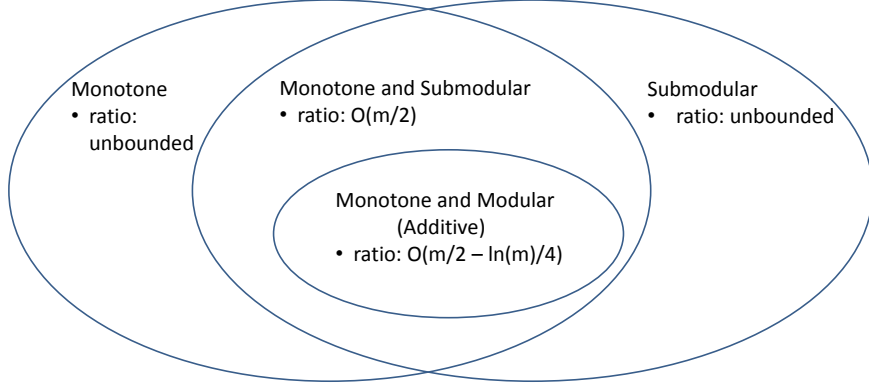 Monotone
• ratio:
unbounded
Monotone and Submodular
• ratio: O(m/2)
Submodular
• ratio: unbounded
Monotone and Modular
(Additive)
• ratio: O(m/2 – ln(m)/4)